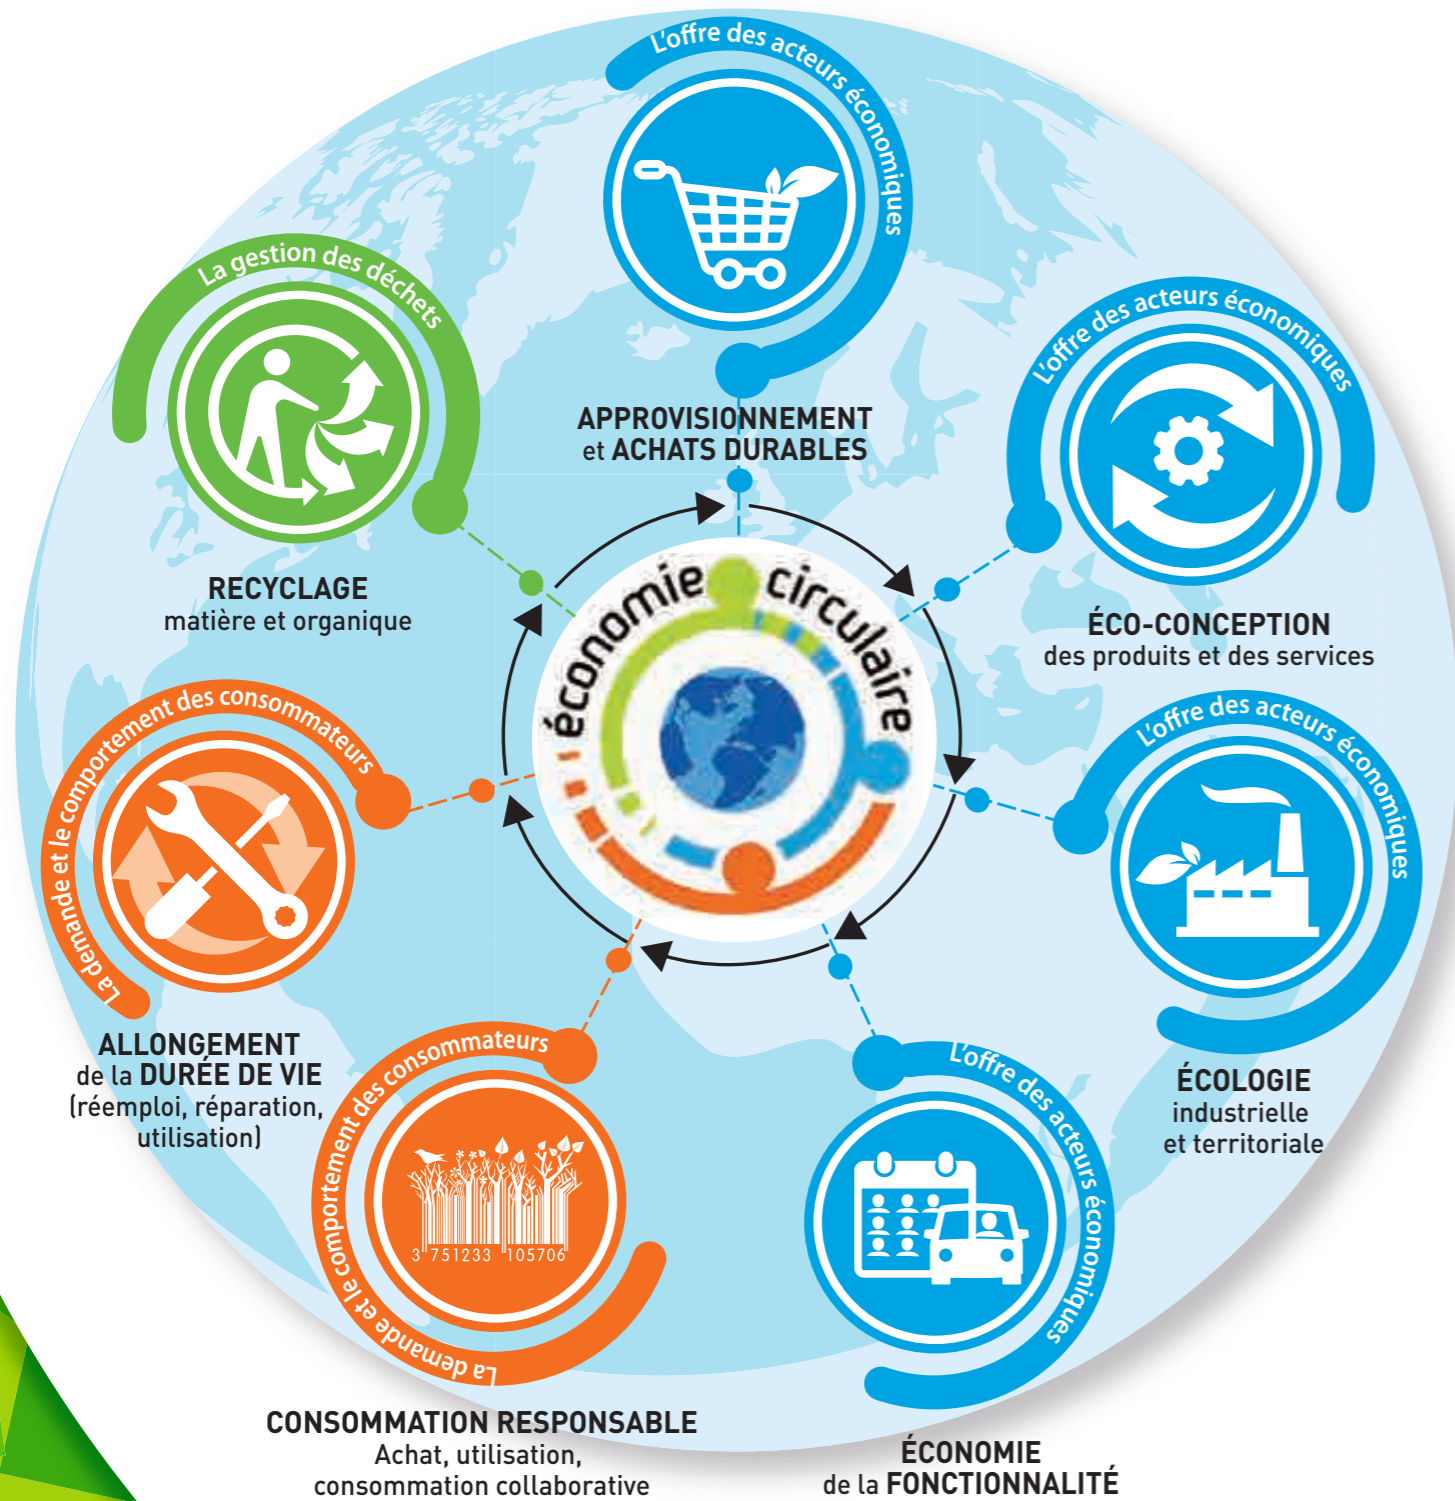 L'offre des acteurs économiques
APPROVISIONNEMENT
et ACHATS DURABLES
L'offre des acteurs économiques
ÉCO-CONCEPTION
des produits et des services
L'offre des acteurs économiques
ÉCOLOGIE
industrielle
et territoriale
L'offre des acteurs économiques
ÉCONOMIE
de la FONCTIONNALITÉ
La demande et le comportement des consommateurs
3 751233 105706
CONSOMMATION RESPONSABLE
Achat, utilisation,
consommation collaborative
La demande et le comportement des consommateurs
ALLONGEMENT
de la DURÉE DE VIE
(réemploi, réparation,
utilisation)
La gestion des déchets
RECYCLAGE
matière et organique
économie circulaire